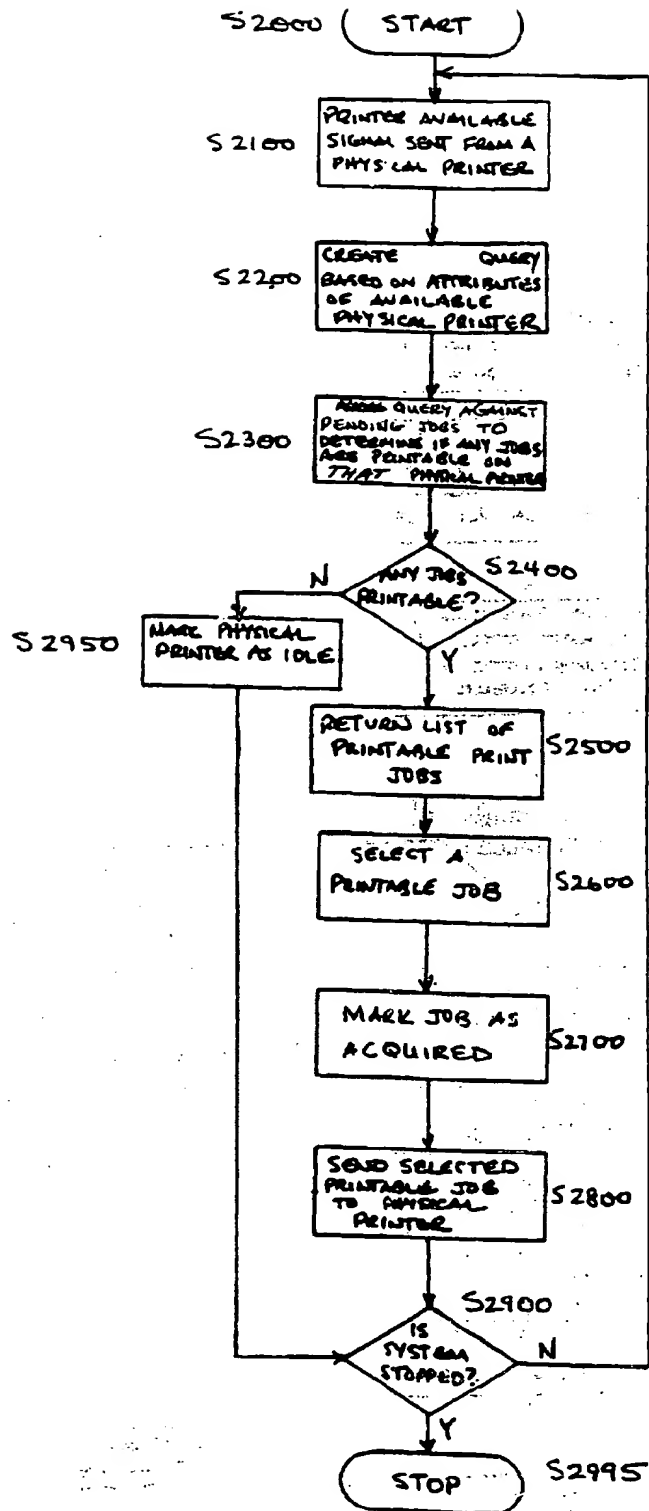 S2000
START
S2100
PRINTER AVAILABLE
SIGNAL SENT FROM A
PHYSICAL PRINTER
S2200
CREATE QUERY
BASED ON ATTRIBUTES
OF AVAILABLE
PHYSICAL PRINTER
S2300
QUERY AGAINST
PENDING JOBS TO
DETERMINE IF ANY JOBS
ARE PRINTABLE ON
THAT PHYSICAL PRINTER
S2400
ANY JOBS
PRINTABLE?
N
Y
S2950
MARK PHYSICAL
PRINTER AS IDLE
RETURN LIST OF
PRINTABLE PRINT
JOBS
S2500
SELECT A
PRINTABLE JOB
S2600
MARK JOB AS
ACQUIRED
S2700
SEND SELECTED
PRINTABLE JOB
TO PHYSICAL
PRINTER
S2800
S2900
IS
SYSTEM
STOPPED?
N
Y
STOP
S2995